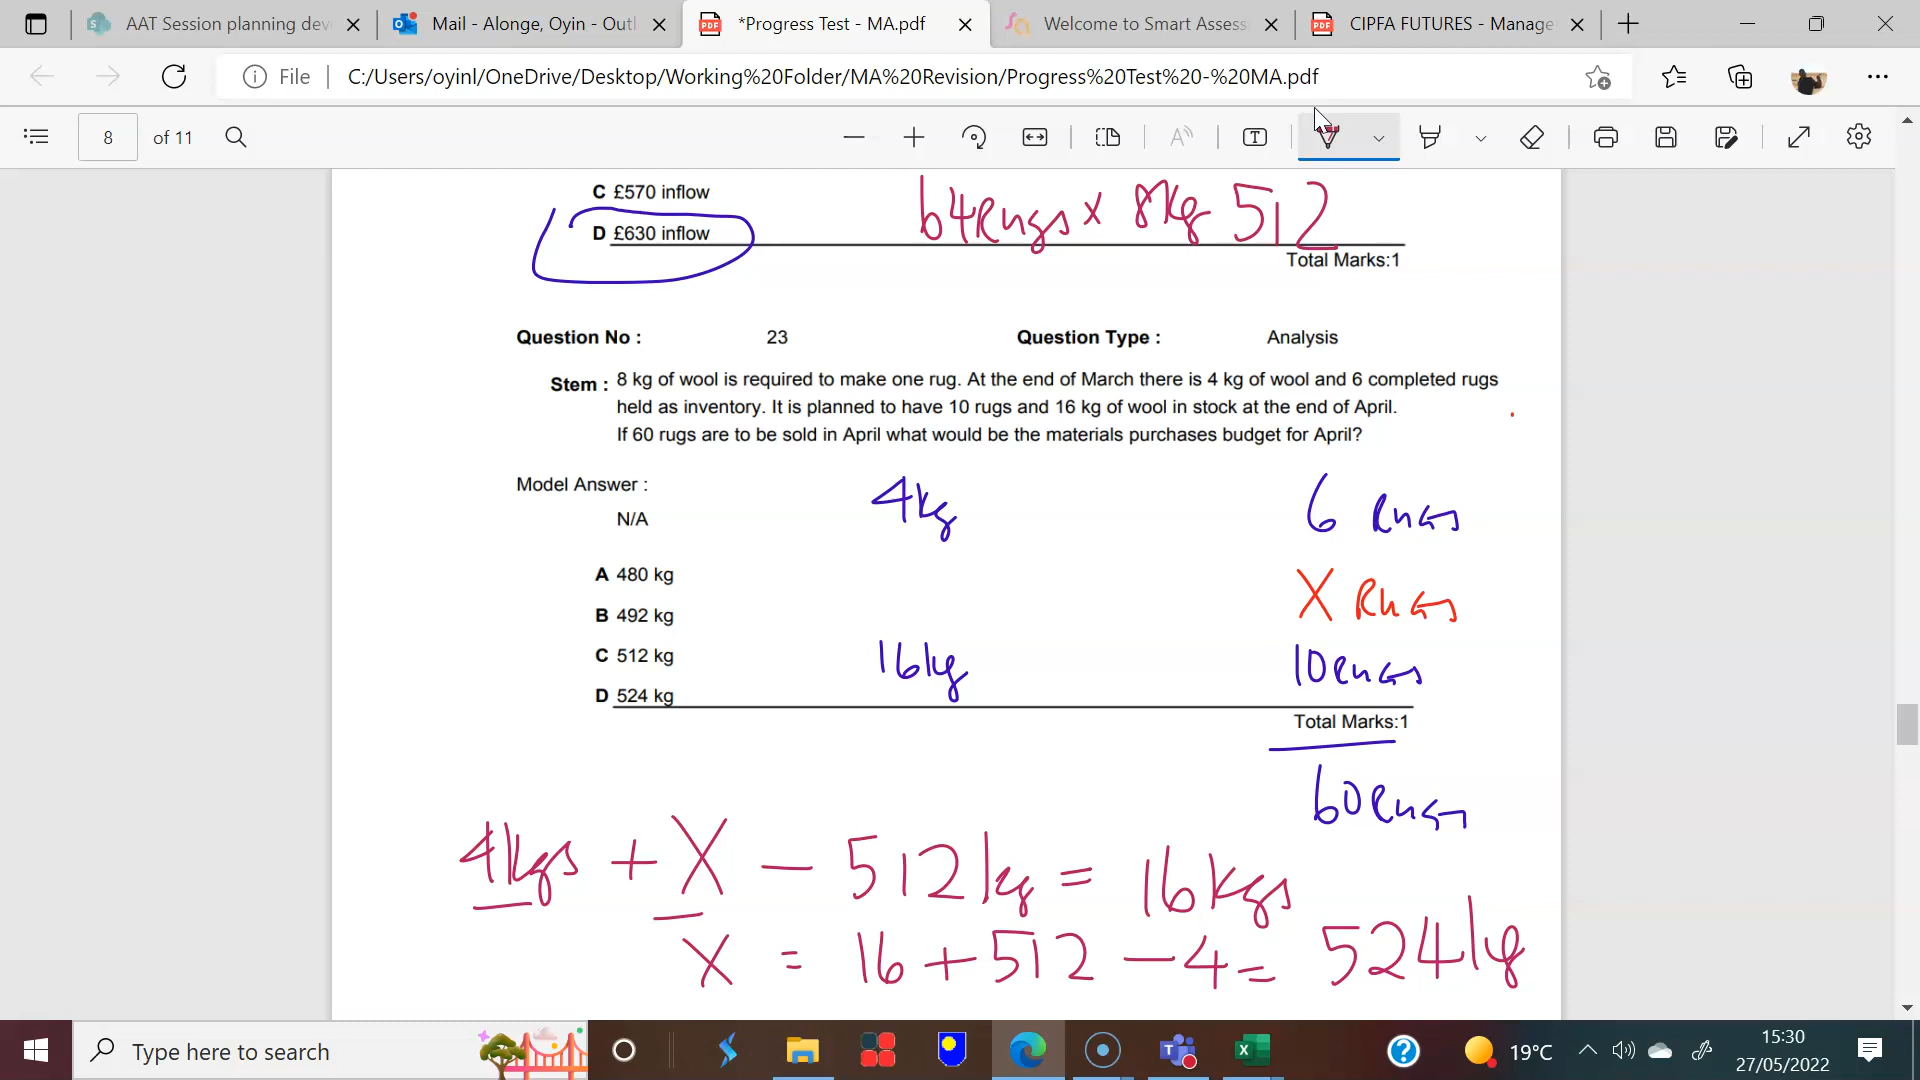 AAT Session planning dev
Mail - Alonge, Oyin - Outl
*Progress Test - MA.pdf
Welcome to Smart Assess
CIPFA FUTURES - Manage
File
C:/Users/oyinl/OneDrive/Desktop/Working%20Folder/MA%20Revision/Progress%20Test%20-%20MA.pdf
8 of 11
C £570 inflow
64Rugs x 8kg 512
D £630 inflow
Total Marks:1
Question No : 23 Question Type : Analysis
Stem : 8 kg of wool is required to make one rug. At the end of March there is 4 kg of wool and 6 completed rugs
held as inventory. It is planned to have 10 rugs and 16 kg of wool in stock at the end of April.
If 60 rugs are to be sold in April what would be the materials purchases budget for April?
Model Answer :
N/A
4kg 6 Rugs
A 480 kg
X Rugs
B 492 kg
C 512 kg
16kg 10Rugs
D 524 kg
Total Marks:1
60Rugs
4kgs + X - 512kg = 16kgs
X = 16 + 512 - 4 = 524kg
Type here to search
19°C
15:30
27/05/2022